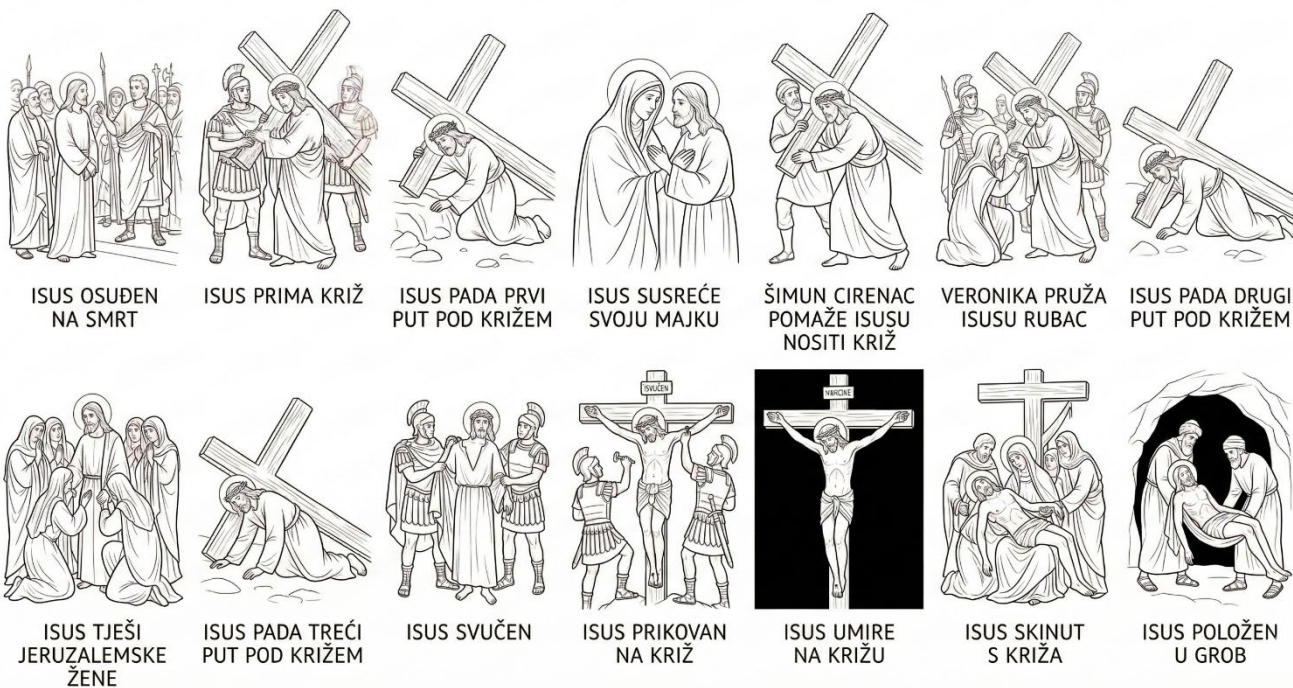 ISUS OSUĐEN
NA SMRT
ISUS PRIMA KRIŽ
ISUS PADA PRVI
PUT POD KRIŽEM
ISUS SUSREĆE
SVOJU MAJKU
ŠIMUN CIRENAC
POMAŽE ISUSU
NOSITI KRIŽ
VERONIKA PRUŽA
ISUSU RUBAC
ISUS PADA DRUGI
PUT POD KRIŽEM
ISUS TJEŠI
JERUZALEMSKE
ŽENE
ISUS PADA TREĆI
PUT POD KRIŽEM
ISUS SVUČEN
ISVUČEN
ISUS PRIKOVAN
NA KRIŽ
ISUS UMIRE
NA KRIŽU
ISUS SKINUT
S KRIŽA
ISUS POLOŽEN
U GROB